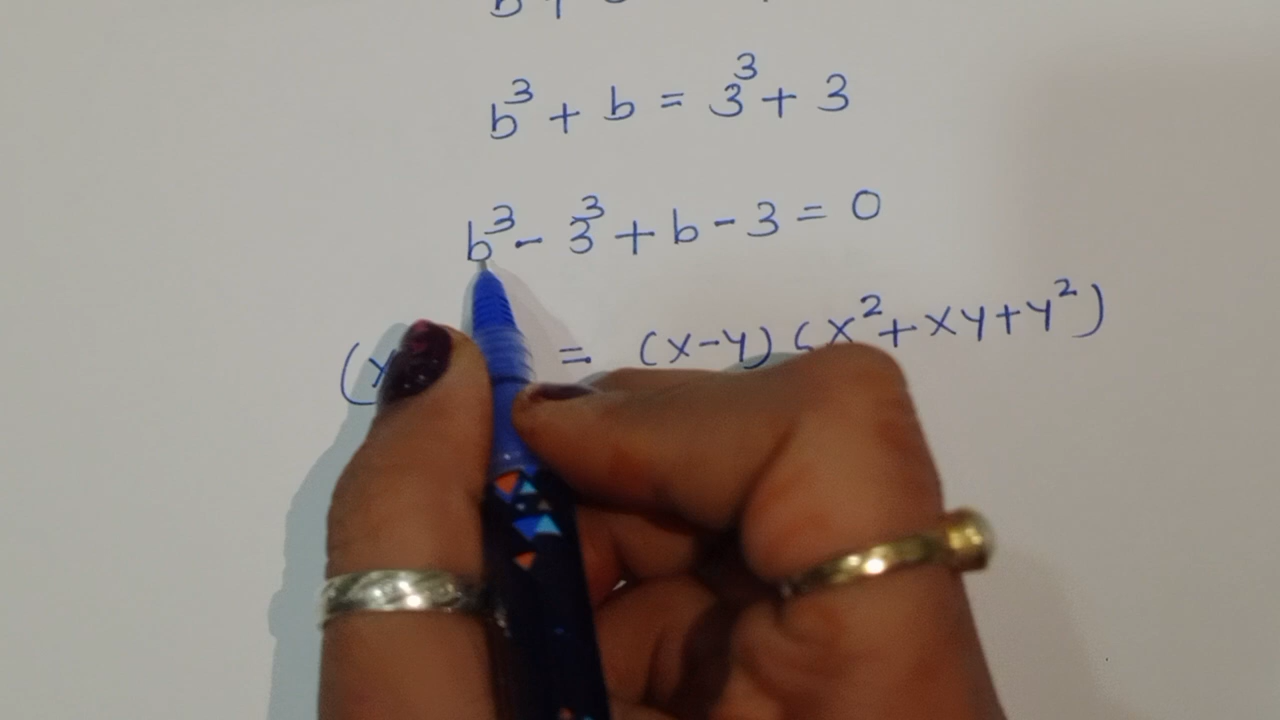 b³ + b = 3³ + 3
b³ - 3³ + b - 3 = 0
(x = (x-y) (x²+xy+y²)